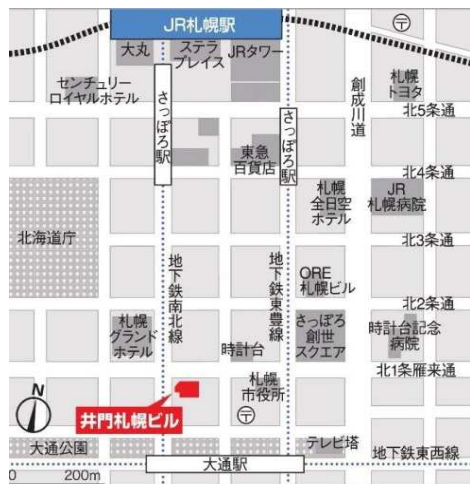 JR札幌駅
大丸
ステラ
プレイス
JRタワー
センチュリー
ロイヤルホテル
さっぽろ駅
さっぽろ駅
創成川通
札幌
トヨタ
北5条通
東急
百貨店
北4条通
札幌
全日空
ホテル
JR
札幌病院
北海道庁
北3条通
地下鉄南北線
地下鉄東豊線
ORE
札幌ビル
北2条通
札幌
グランド
ホテル
時計台
さっぽろ
創世
スクエア
時計台記念
病院
北1条雁来通
札幌
市役所
N
井門札幌ビル
大通公園
テレビ塔
地下鉄東西線
大通駅
0
200m